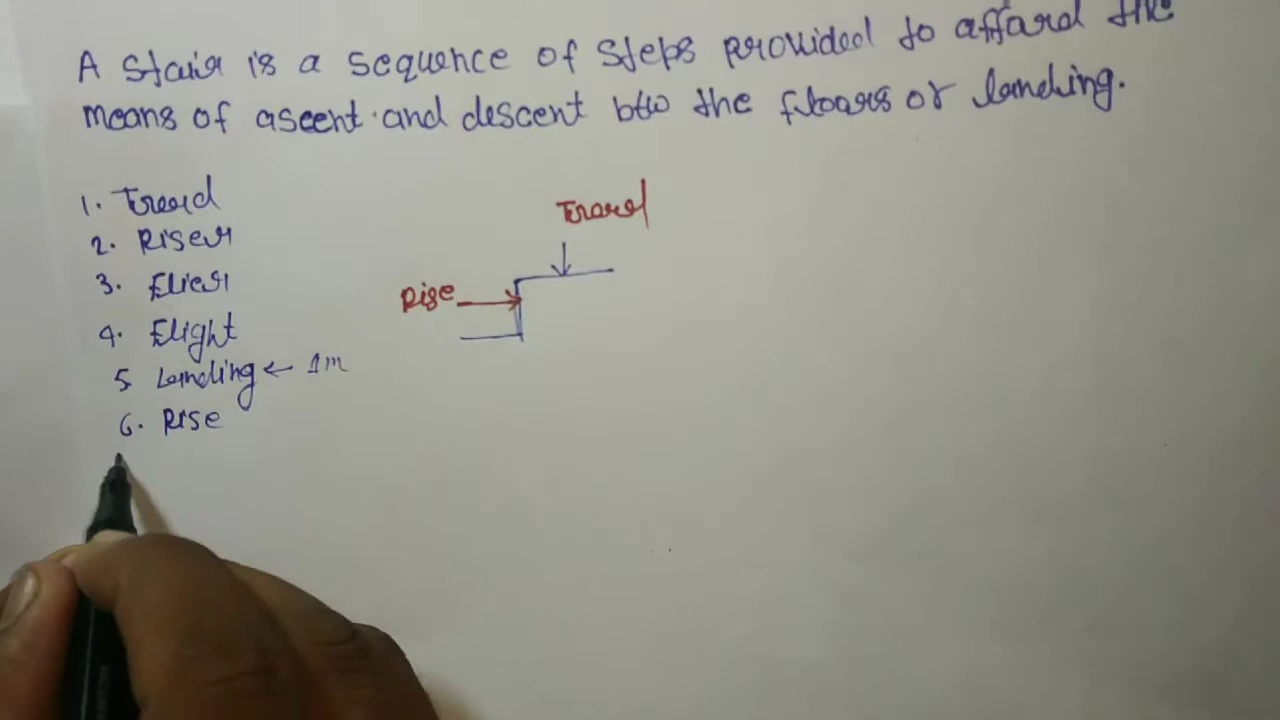 A Stair is a sequence of steps provided to afford the
means of ascent and descent btw the floors or landing.
1. Tread
2. Riser
3. Flier
4. Flight
5. Landing ← 1m
6. Rise
Tread
Rise